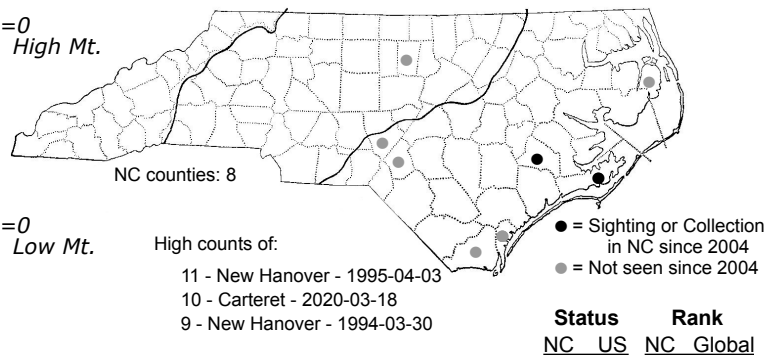 =0
High Mt.
NC counties: 8
=0
Low Mt.
High counts of:
11 - New Hanover - 1995-04-03
10 - Carteret - 2020-03-18
9 - New Hanover - 1994-03-30
● = Sighting or Collection
in NC since 2004
● = Not seen since 2004
Status Rank
NC US NC Global